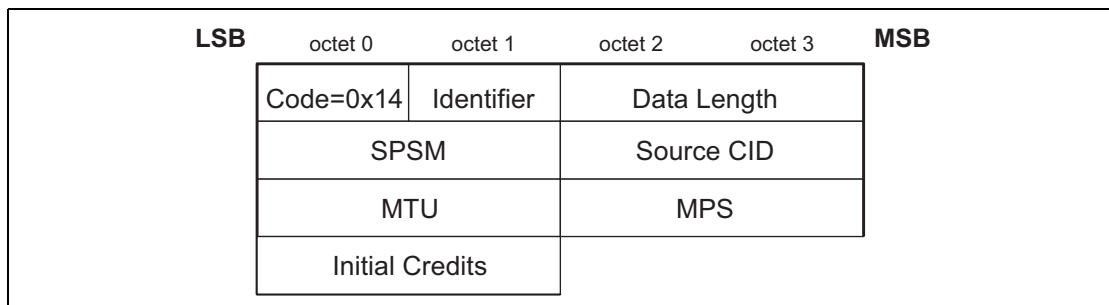 LSB octet 0 octet 1 octet 2 octet 3 MSB
Code=0x14 Identifier Data Length
SPSM Source CID
MTU MPS
Initial Credits